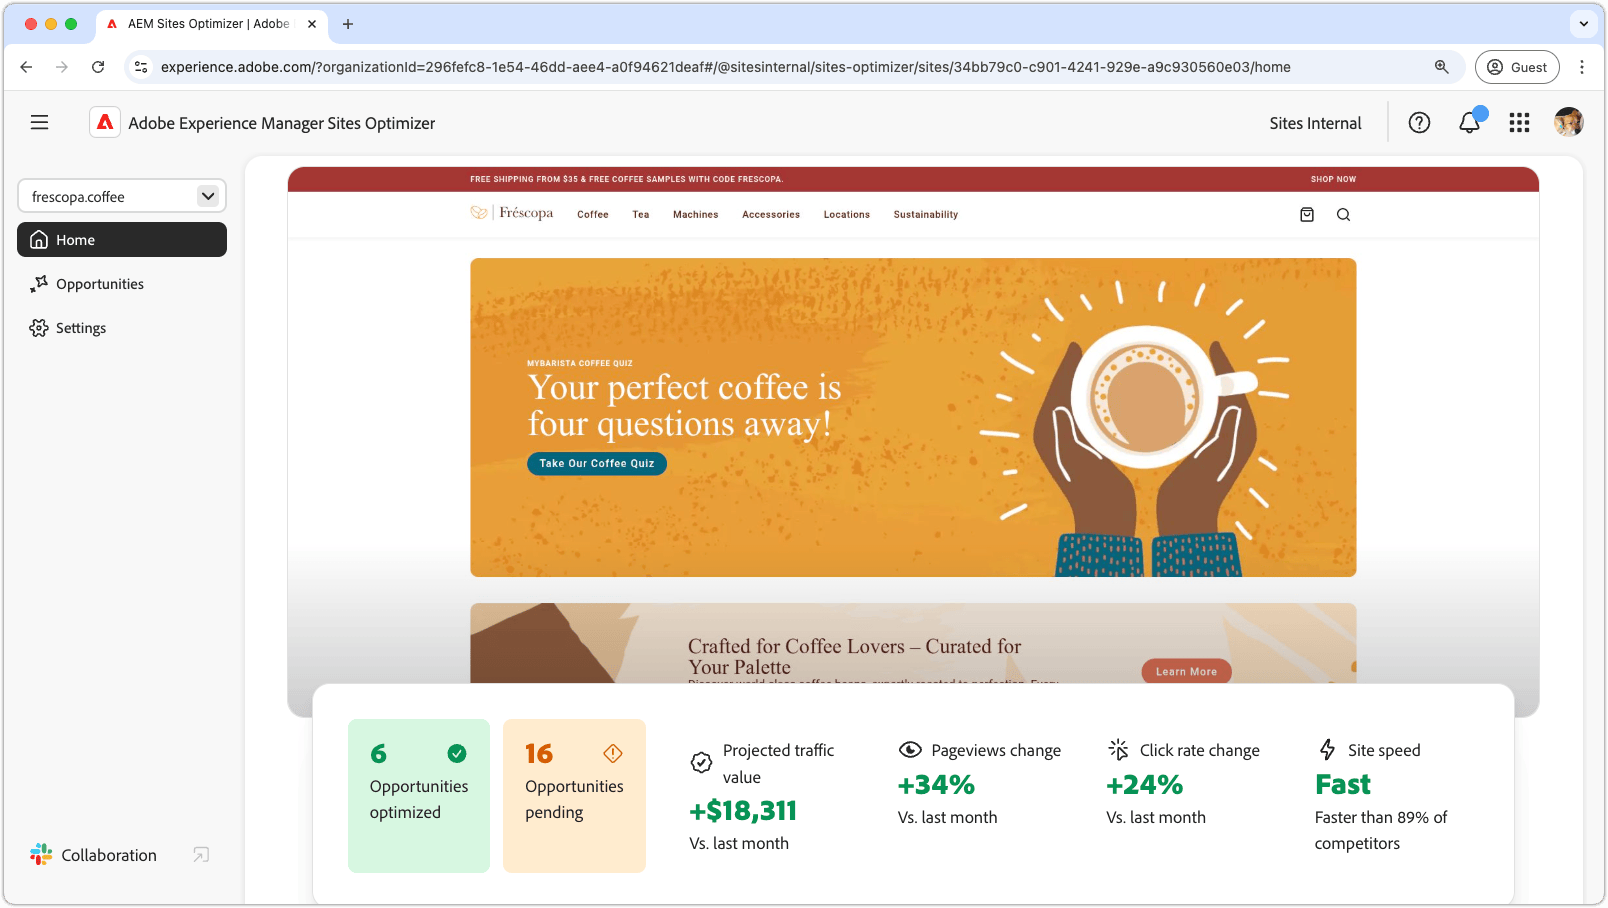 AEM Sites Optimizer | Adobe
experience.adobe.com/?organizationId=296fefc8-1e54-46dd-aee4-a0f94621deaf#/@sitesinternal/sites-optimizer/sites/34bb79c0-c901-4241-929e-a9c930560e03/home
Guest
Adobe Experience Manager Sites Optimizer
Sites Internal
frescopa.coffee
Home
Opportunities
Settings
Collaboration
FREE SHIPPING FROM $35 & FREE COFFEE SAMPLES WITH CODE FRESCOPA.
SHOP NOW
Fréscopa
Coffee
Tea
Machines
Accessories
Locations
Sustainability
MYBARISTA COFFEE QUIZ
Your perfect coffee is
four questions away!
Take Our Coffee Quiz
Crafted for Coffee Lovers – Curated for
Your Palette
Learn More
6
Opportunities
optimized
16
Opportunities
pending
Projected traffic
value
+$18,311
Vs. last month
Pageviews change
+34%
Vs. last month
Click rate change
+24%
Vs. last month
Site speed
Fast
Faster than 89% of
competitors